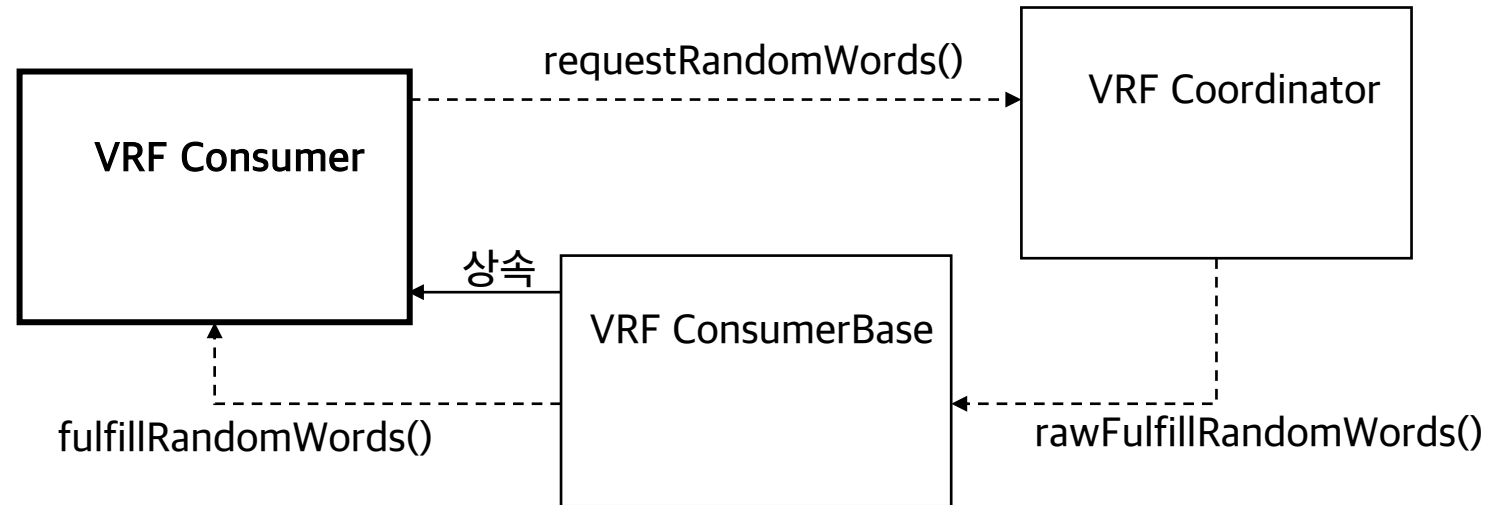 requestRandomWords()
VRF Coordinator
VRF Consumer
상속
VRF ConsumerBase
fulfillRandomWords()
rawFulfillRandomWords()